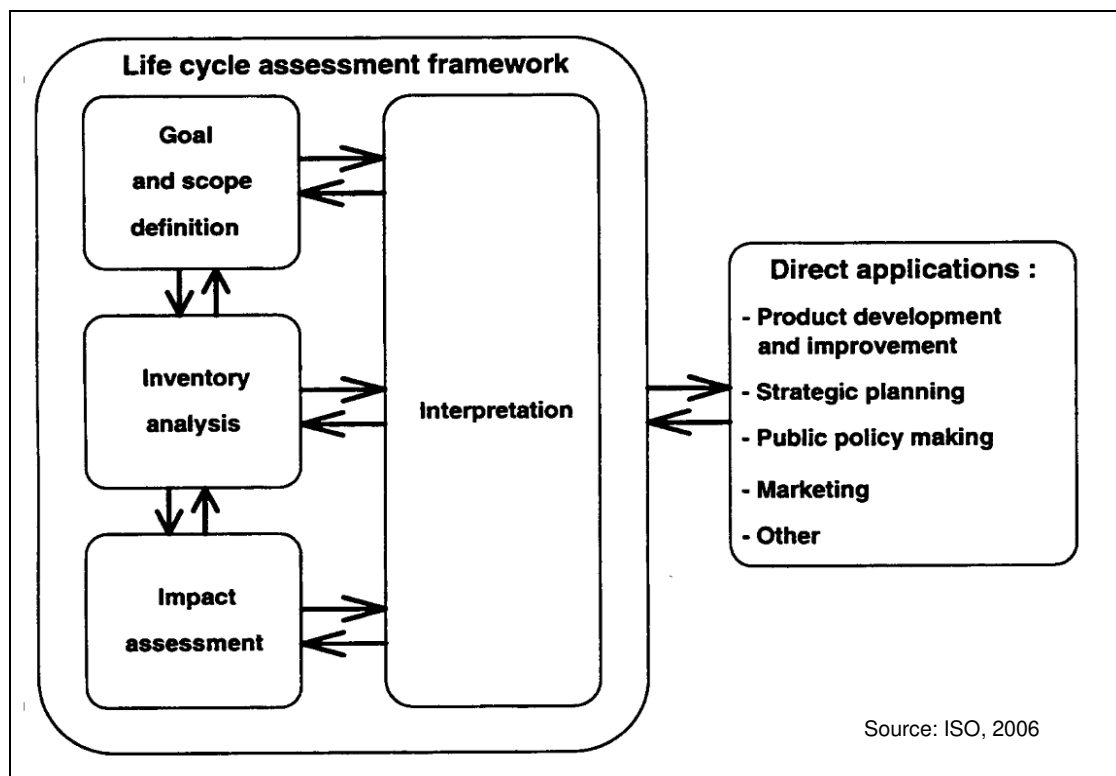 Life cycle assessment framework
Goal
and scope
definition
Inventory
analysis
Impact
assessment
Interpretation
Direct applications :
- Product development
and improvement
- Strategic planning
- Public policy making
- Marketing
- Other
Source: ISO, 2006